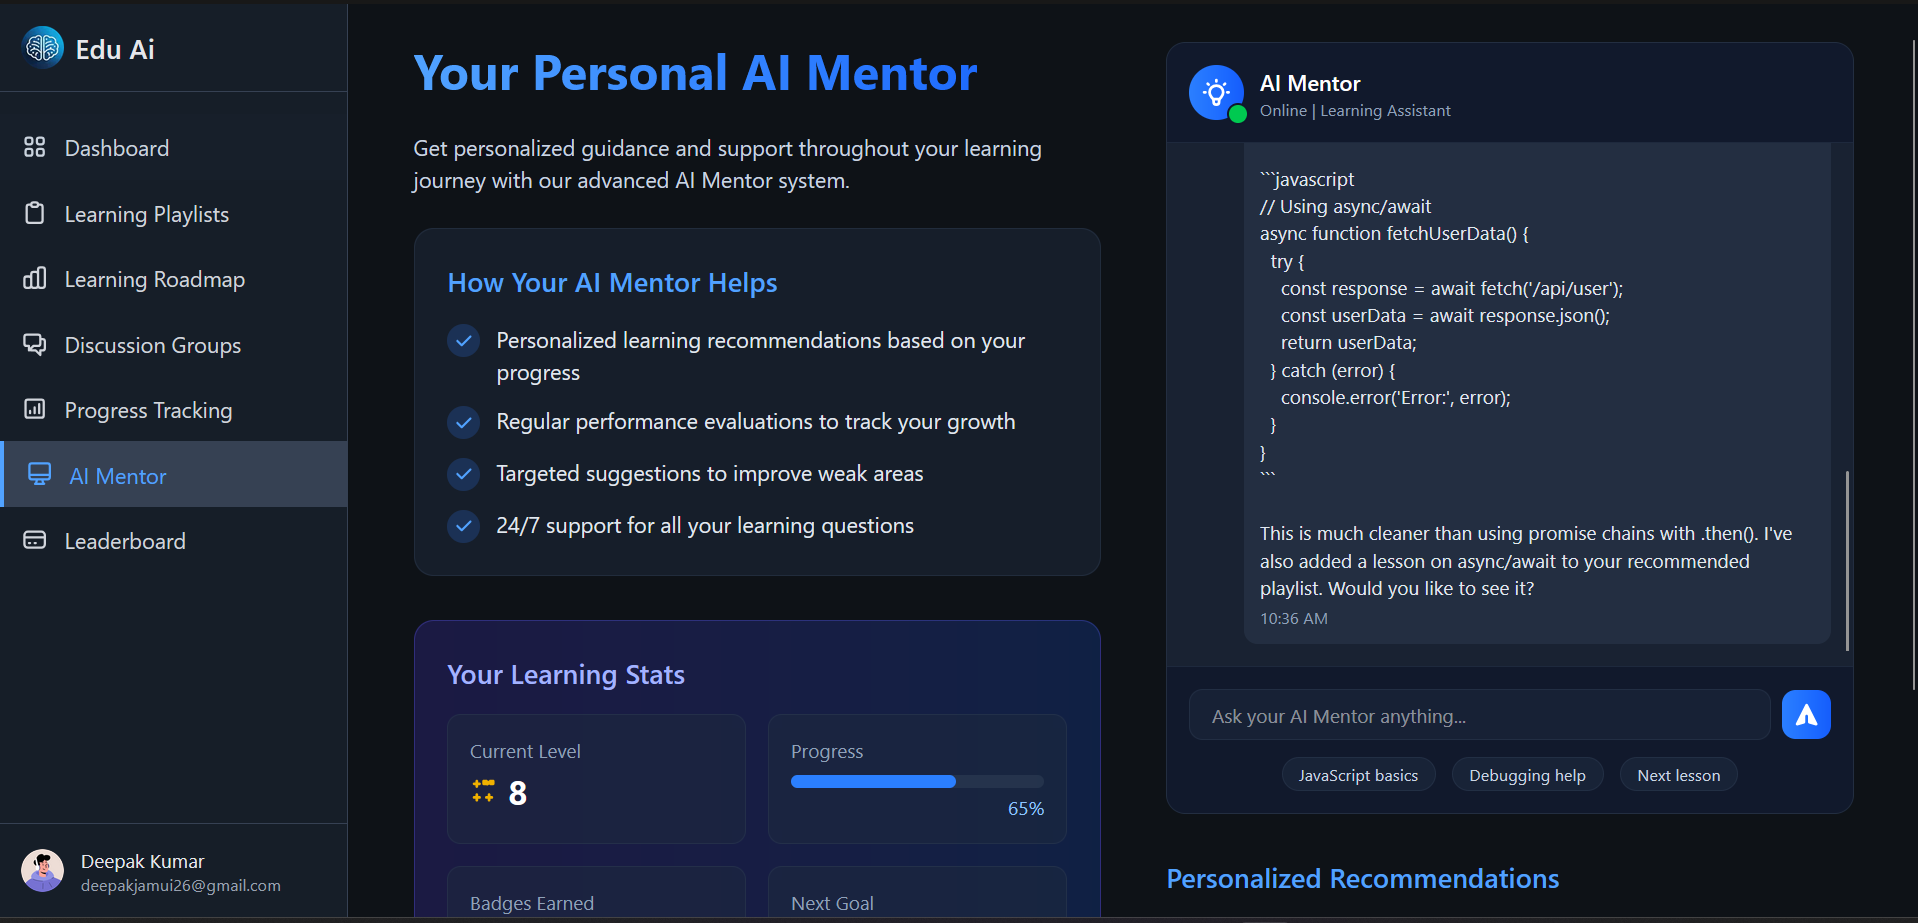 Edu Ai
Dashboard
Learning Playlists
Learning Roadmap
Discussion Groups
Progress Tracking
AI Mentor
Leaderboard
Deepak Kumar
deepakjamui26@gmail.com
Your Personal AI Mentor
Get personalized guidance and support throughout your learning
journey with our advanced AI Mentor system.
How Your AI Mentor Helps
Personalized learning recommendations based on your
progress
Regular performance evaluations to track your growth
Targeted suggestions to improve weak areas
24/7 support for all your learning questions
Your Learning Stats
Current Level
8
Progress
65%
Badges Earned
Next Goal
AI Mentor
Online | Learning Assistant
```javascript
// Using async/await
async function fetchUserData() {
  try {
    const response = await fetch('/api/user');
    const userData = await response.json();
    return userData;
  } catch (error) {
    console.error('Error:', error);
  }
}
```
This is much cleaner than using promise chains with .then(). I've
also added a lesson on async/await to your recommended
playlist. Would you like to see it?
10:36 AM
Ask your AI Mentor anything...
JavaScript basics
Debugging help
Next lesson
Personalized Recommendations